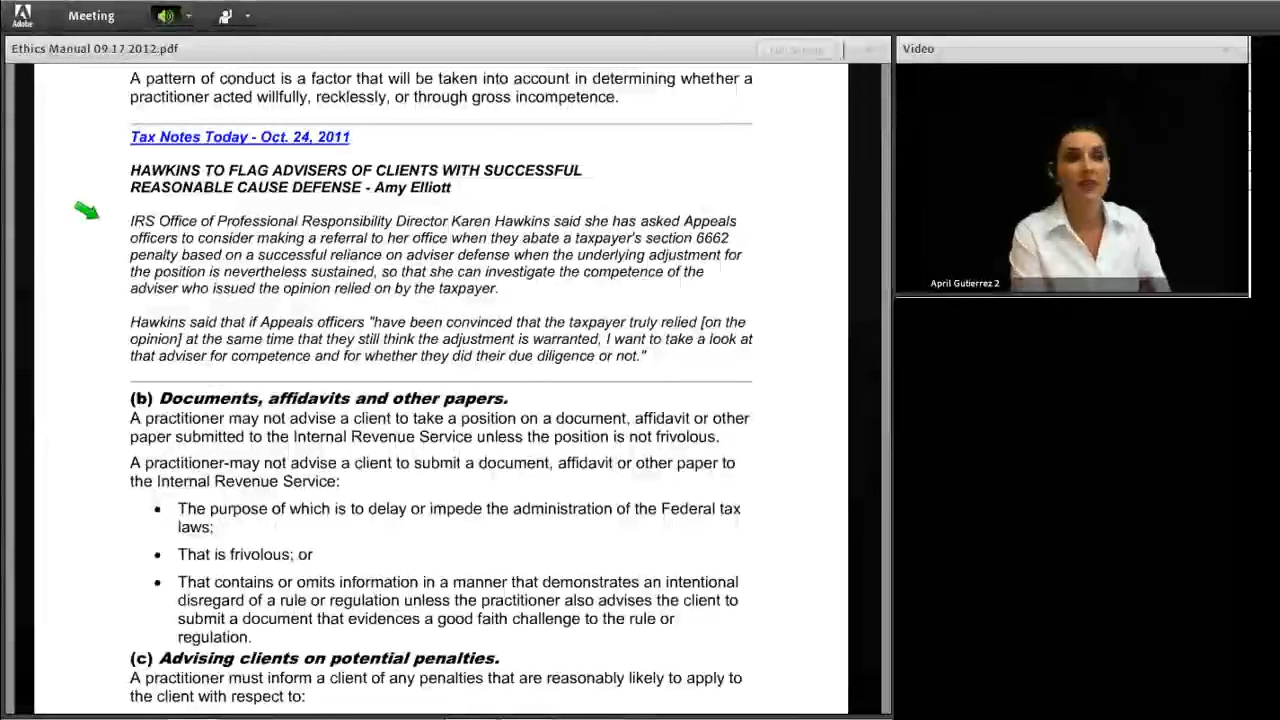 Adobe
Meeting
Ethics Manual 09.17 2012.pdf
Full Screen
Video
A pattern of conduct is a factor that will be taken into account in determining whether a
practitioner acted willfully, recklessly, or through gross incompetence.
Tax Notes Today - Oct. 24, 2011
HAWKINS TO FLAG ADVISERS OF CLIENTS WITH SUCCESSFUL
REASONABLE CAUSE DEFENSE - Amy Elliott
IRS Office of Professional Responsibility Director Karen Hawkins said she has asked Appeals
officers to consider making a referral to her office when they abate a taxpayer's section 6662
penalty based on a successful reliance on adviser defense when the underlying adjustment for
the position is nevertheless sustained, so that she can investigate the competence of the
adviser who issued the opinion relied on by the taxpayer.
Hawkins said that if Appeals officers "have been convinced that the taxpayer truly relied [on the
opinion] at the same time that they still think the adjustment is warranted, I want to take a look at
that adviser for competence and for whether they did their due diligence or not."
(b) Documents, affidavits and other papers.
A practitioner may not advise a client to take a position on a document, affidavit or other
paper submitted to the Internal Revenue Service unless the position is not frivolous.
A practitioner-may not advise a client to submit a document, affidavit or other paper to
the Internal Revenue Service:
• The purpose of which is to delay or impede the administration of the Federal tax
laws;
• That is frivolous; or
• That contains or omits information in a manner that demonstrates an intentional
disregard of a rule or regulation unless the practitioner also advises the client to
submit a document that evidences a good faith challenge to the rule or
regulation.
(c) Advising clients on potential penalties.
A practitioner must inform a client of any penalties that are reasonably likely to apply to
the client with respect to:
April Gutierrez 2